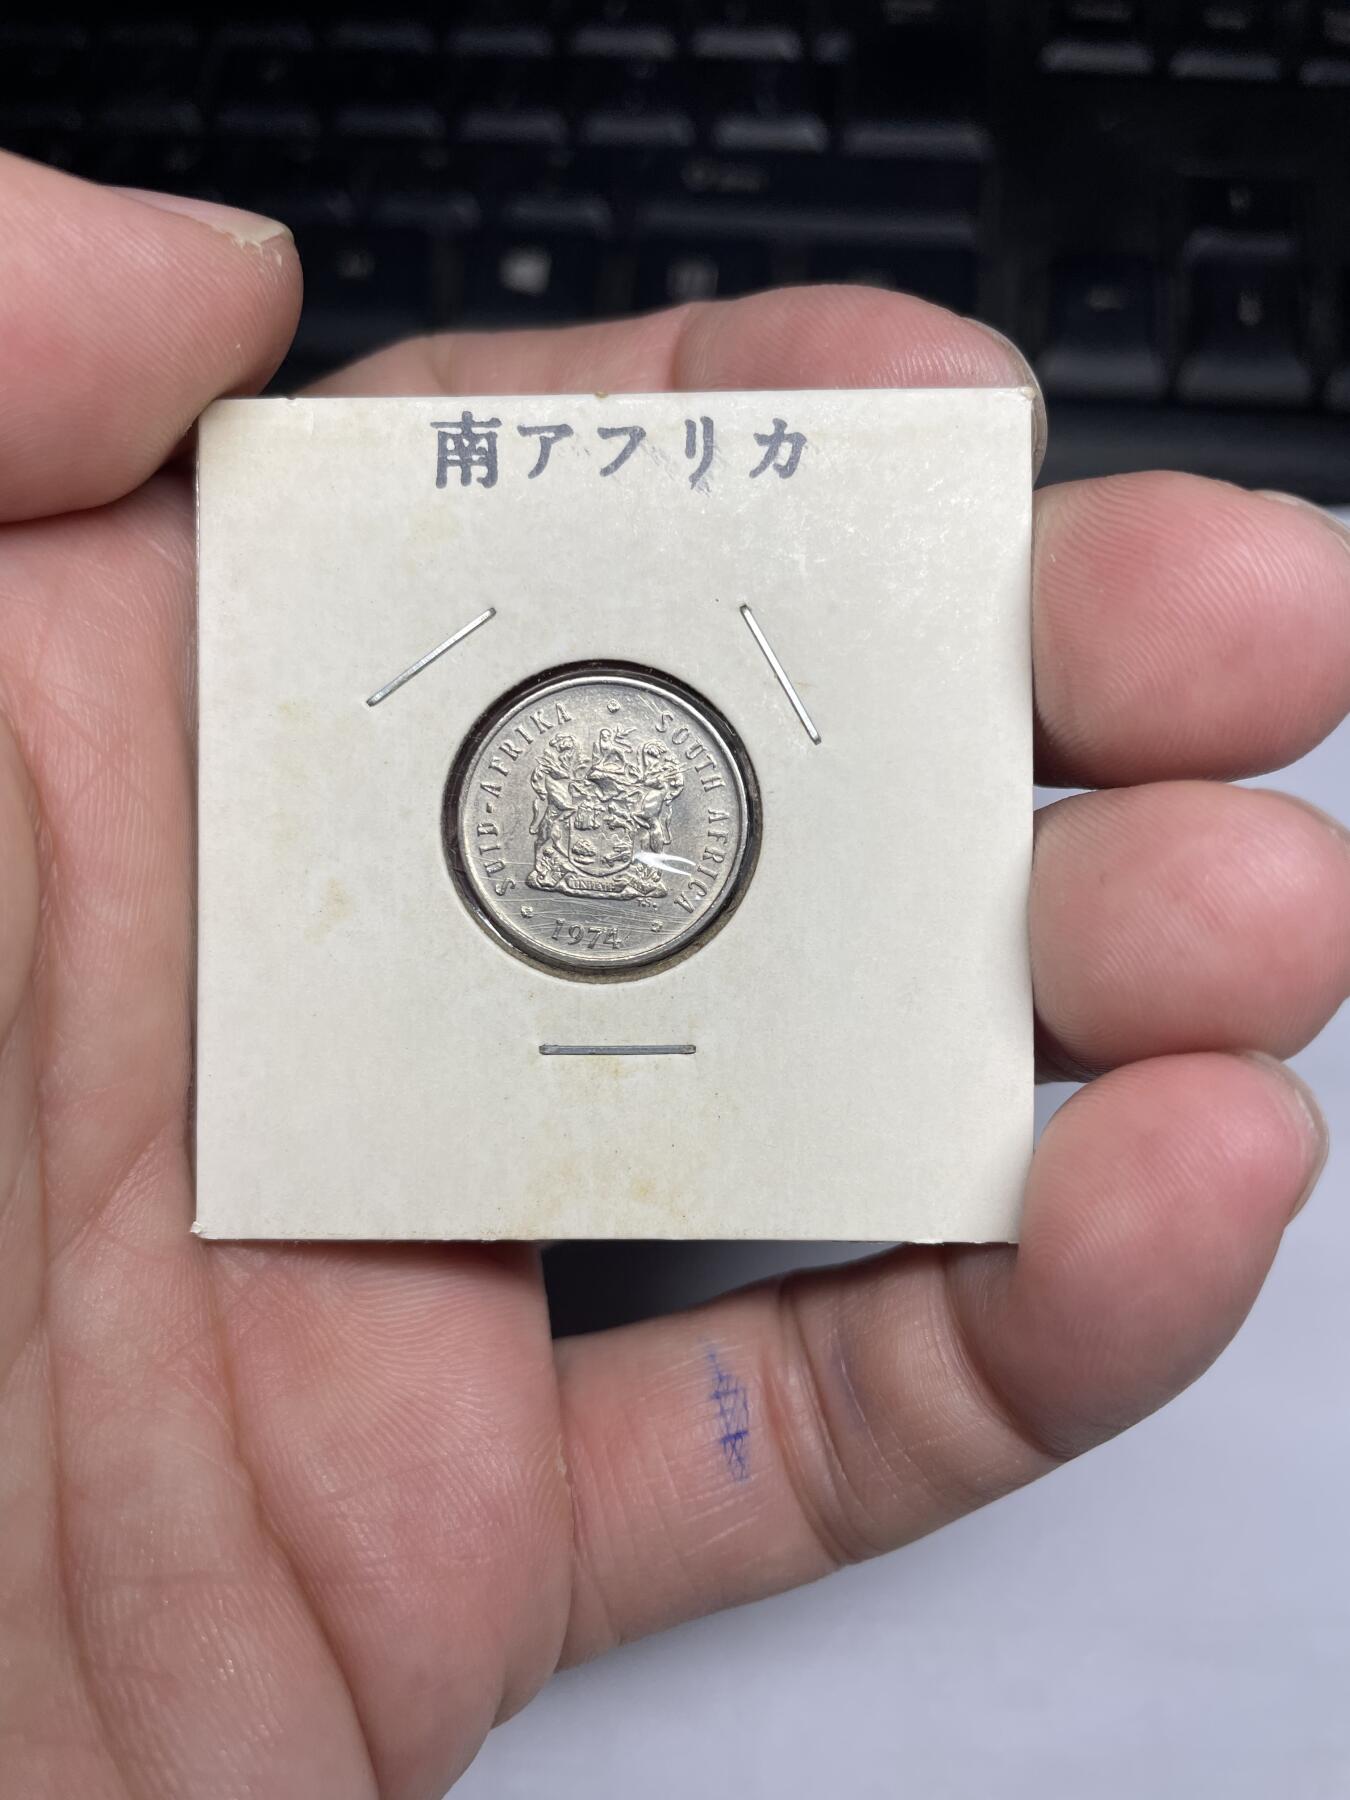 南アフリカ
SUID-AFRIKA • SOUTH AFRICA
• 1974 •